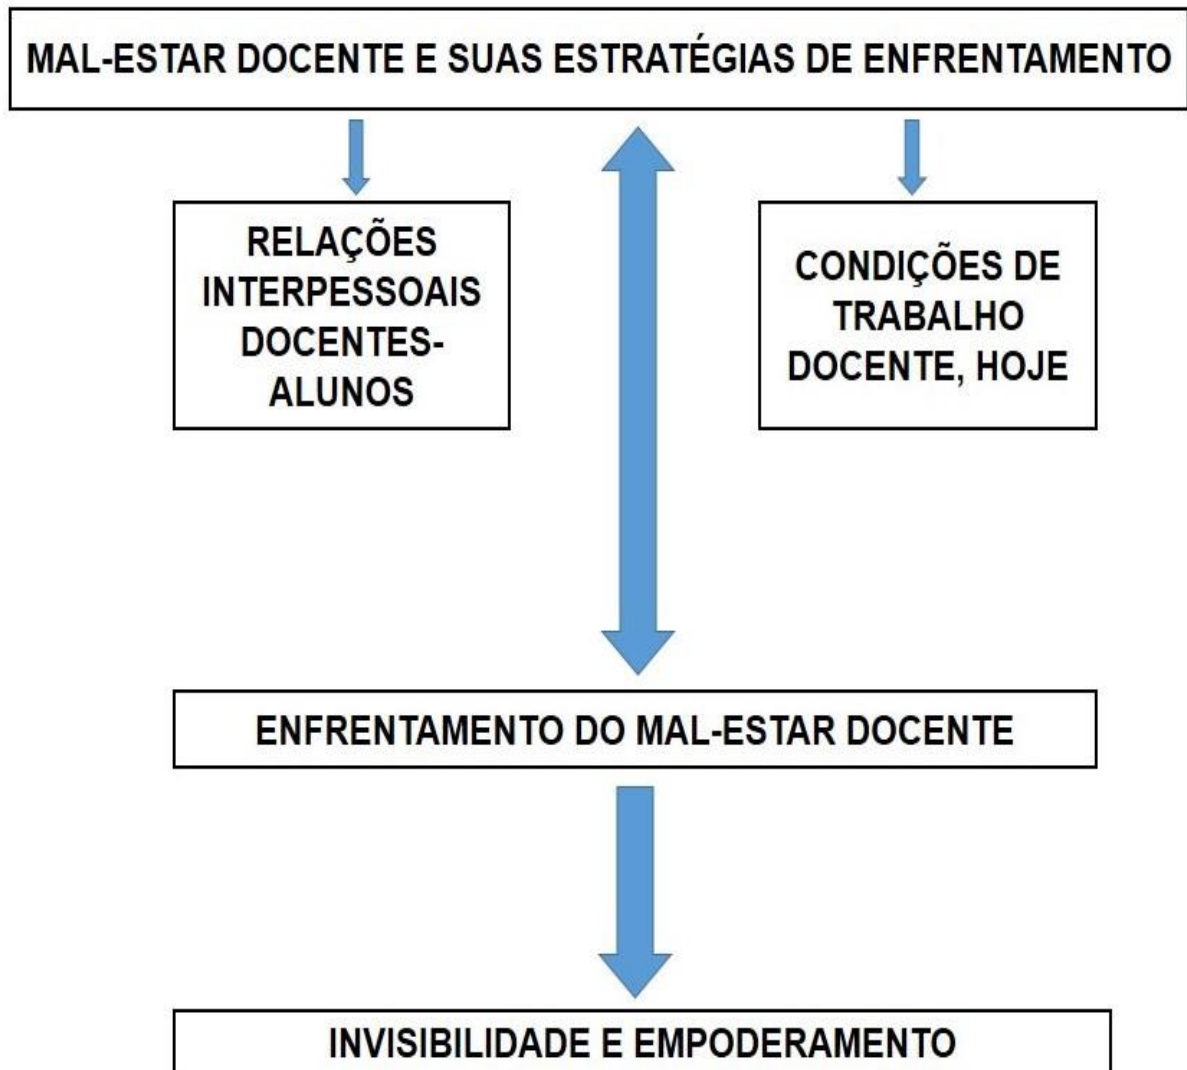 MAL-ESTAR DOCENTE E SUAS ESTRATÉGIAS DE ENFRENTAMENTO
RELAÇÕES
INTERPESSOAIS
DOCENTES-
ALUNOS
CONDIÇÕES DE
TRABALHO
DOCENTE, HOJE
ENFRENTAMENTO DO MAL-ESTAR DOCENTE
INVISIBILIDADE E EMPODERAMENTO